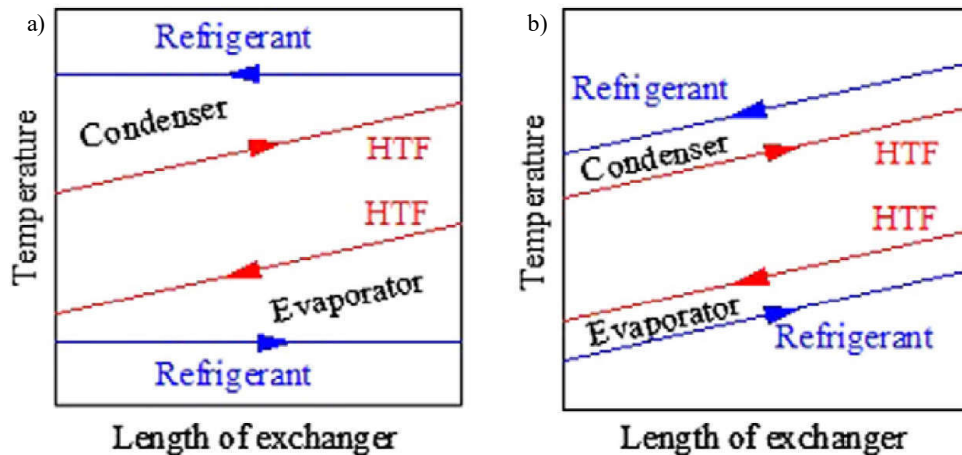 a)
Refrigerant
Condenser
HTF
HTF
Evaporator
Refrigerant
Temperature
Length of exchanger
b)
Refrigerant
Condenser
HTF
HTF
Evaporator
Refrigerant
Temperature
Length of exchanger